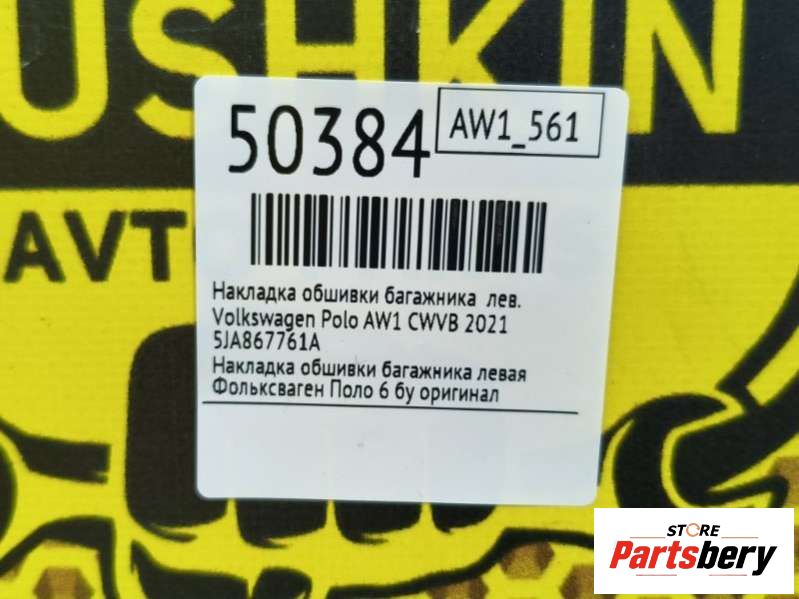 USHKIN
АВТ
50384
AW1_561
Накладка обшивки багажника лев.
Volkswagen Polo AW1 CWVB 2021
5JA867761A
Накладка обшивки багажника левая
Фольксваген Поло 6 бу оригинал
STORE
Partsbery